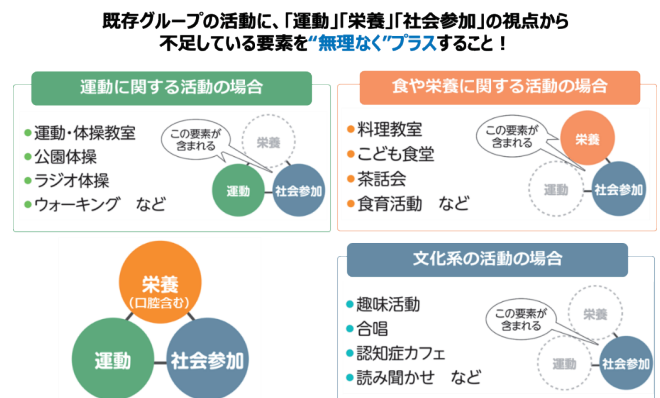 既存グループの活動に、「運動」「栄養」「社会参加」の視点から
不足している要素を“無理なく”プラスすること！
運動に関する活動の場合
●運動・体操教室
●公園体操
●ラジオ体操
●ウォーキング　など
この要素が
含まれる
栄養
運動
社会参加
食や栄養に関する活動の場合
●料理教室
●こども食堂
●茶話会
●食育活動　など
この要素が
含まれる
栄養
運動
社会参加
栄養
(口腔含む)
運動
社会参加
文化系の活動の場合
●趣味活動
●合唱
●認知症カフェ
●読み聞かせ　など
この要素が
含まれる
栄養
運動
社会参加